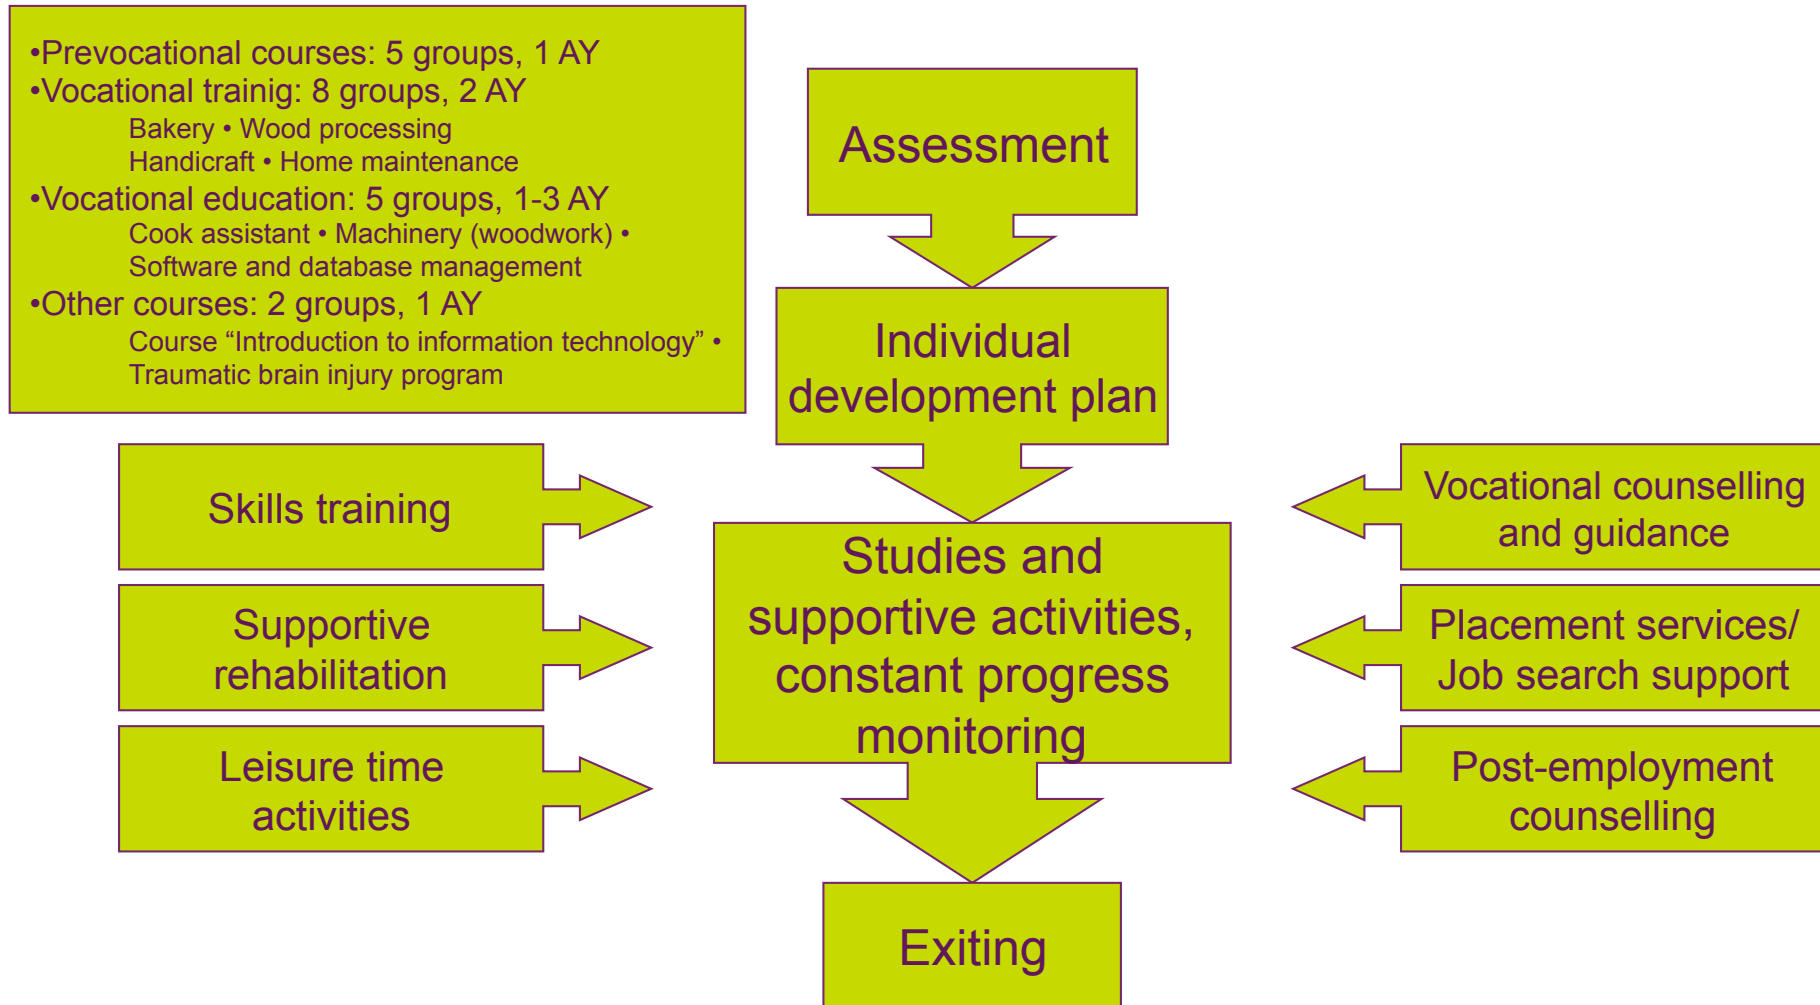 •Prevocational courses: 5 groups, 1 AY
•Vocational trainig: 8 groups, 2 AY
Bakery • Wood processing
Handicraft • Home maintenance
•Vocational education: 5 groups, 1-3 AY
Cook assistant • Machinery (woodwork) •
Software and database management
•Other courses: 2 groups, 1 AY
Course “Introduction to information technology” •
Traumatic brain injury program
Assessment
Individual
development plan
Skills training
Supportive
rehabilitation
Leisure time
activities
Studies and
supportive activities,
constant progress
monitoring
Vocational counselling
and guidance
Placement services/
Job search support
Post-employment
counselling
Exiting